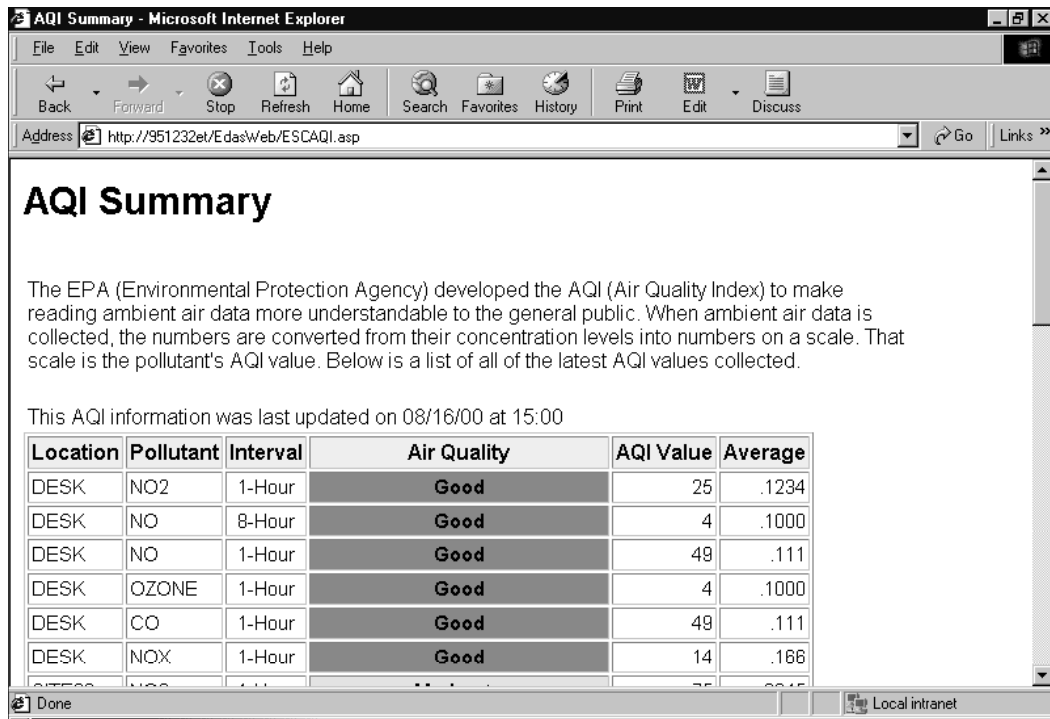 AQI Summary - Microsoft Internet Explorer
File Edit View Favorites Tools Help
Back Forward Stop Refresh Home Search Favorites History Print Edit Discuss
Address http://951232et/EdasWeb/ESCAQI.asp Go Links »
AQI Summary
The EPA (Environmental Protection Agency) developed the AQI (Air Quality Index) to make
reading ambient air data more understandable to the general public. When ambient air data is
collected, the numbers are converted from their concentration levels into numbers on a scale. That
scale is the pollutant's AQI value. Below is a list of all of the latest AQI values collected.
This AQI information was last updated on 08/16/00 at 15:00
Location Pollutant Interval Air Quality AQI Value Average
DESK NO2 1-Hour Good 25 .1234
DESK NO 8-Hour Good 4 .1000
DESK NO 1-Hour Good 49 .111
DESK OZONE 1-Hour Good 4 .1000
DESK CO 1-Hour Good 49 .111
DESK NOX 1-Hour Good 14 .166
Done Local intranet